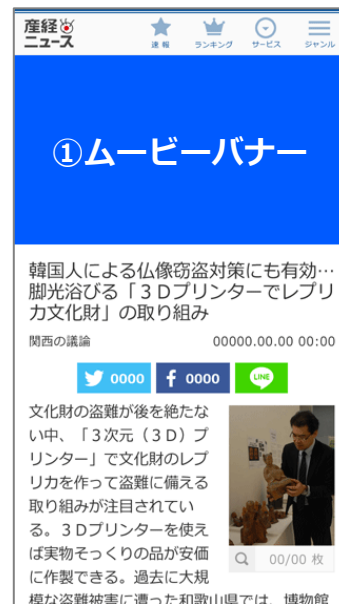 産経
ニュース
速報 ランキング サービス ジャンル
①ムービーバナー
韓国人による仏像窃盗対策にも有効…
脚光浴びる「３Ｄプリンターでレプリ
カ文化財」の取り組み
関西の議論 00000.00.00 00:00
0000 0000 LINE
文化財の盗難が後を絶たな
い中、「３次元（３Ｄ）プ
リンター」で文化財のレプ
リカを作って盗難に備える
取り組みが注目されてい
る。３Ｄプリンターを使え
ば実物そっくりの品が安価
に作製できる。過去に大規
00/00 枚
模な盗難被害に遭った和歌山県では、博物館